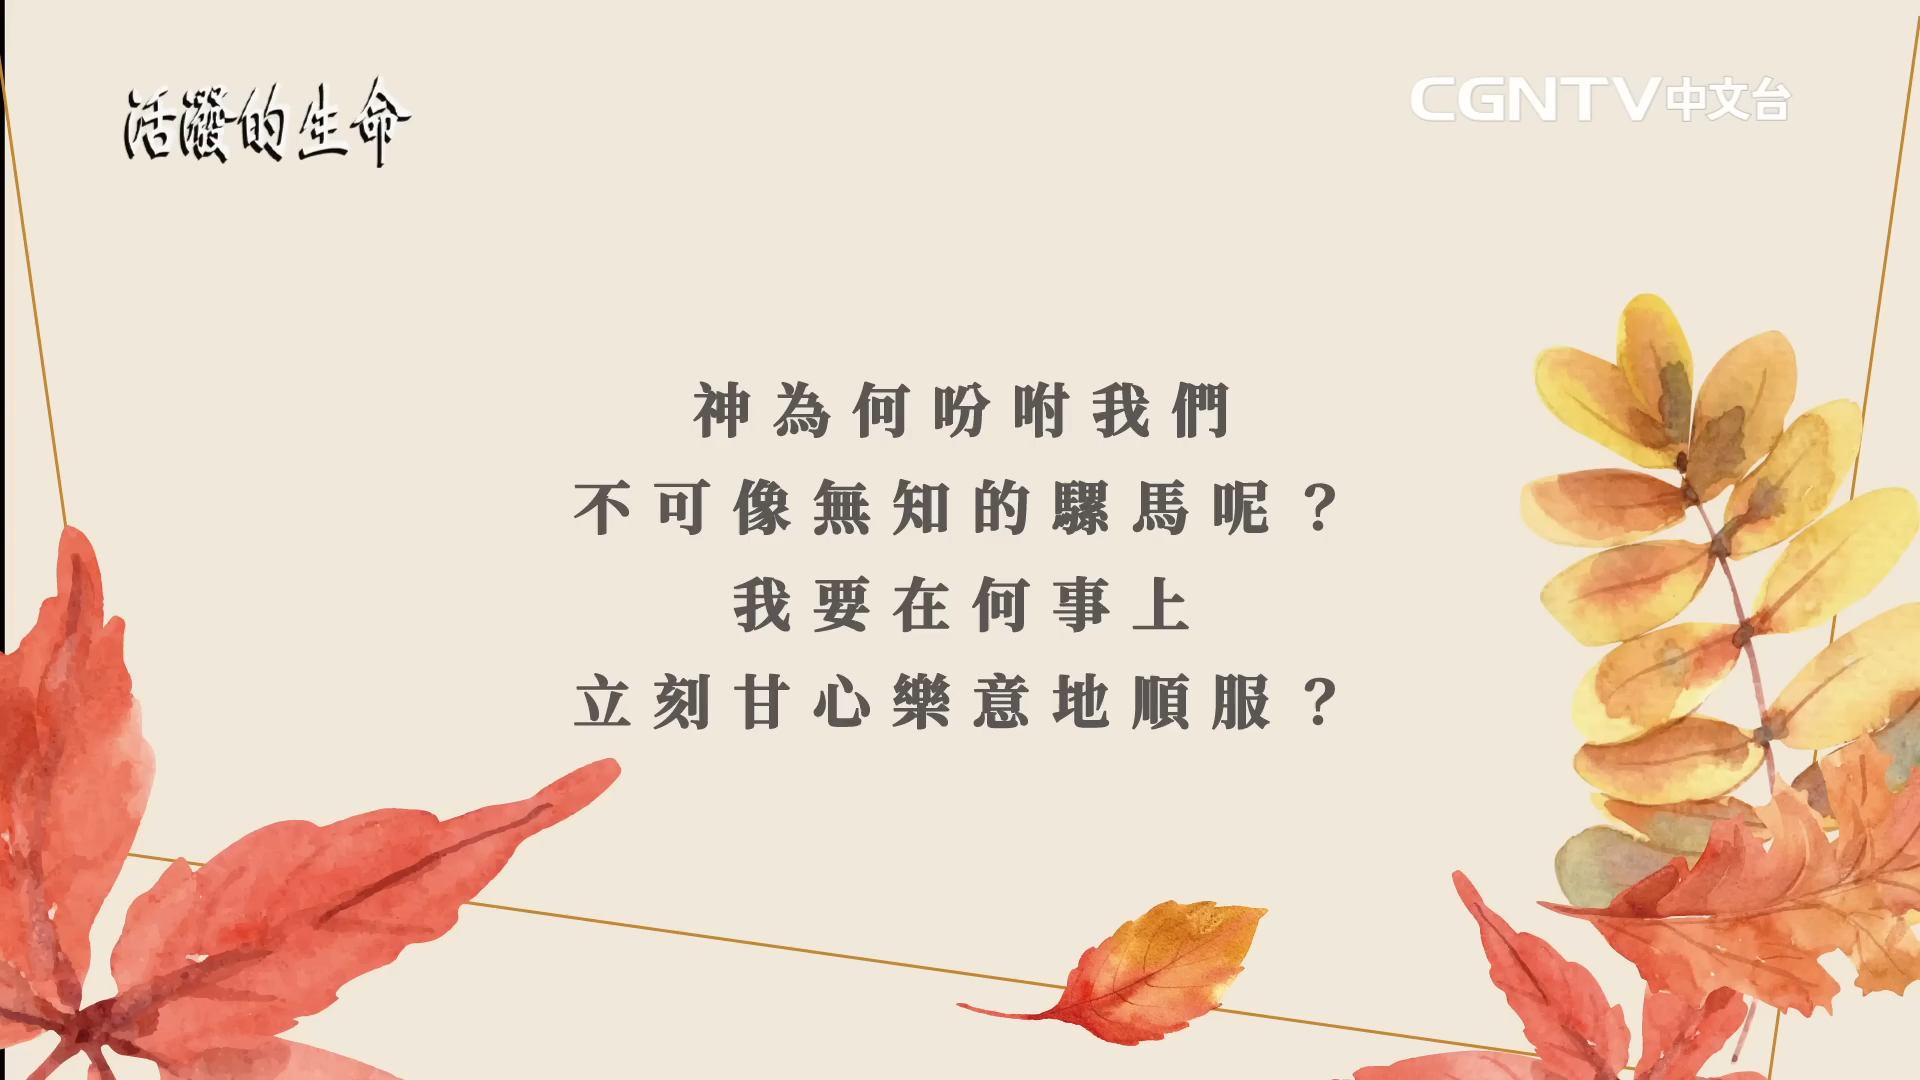 活潑的生命
CGNTV中文台
神為何吩咐我們
不可像無知的騾馬呢？
我要在何事上
立刻甘心樂意地順服？